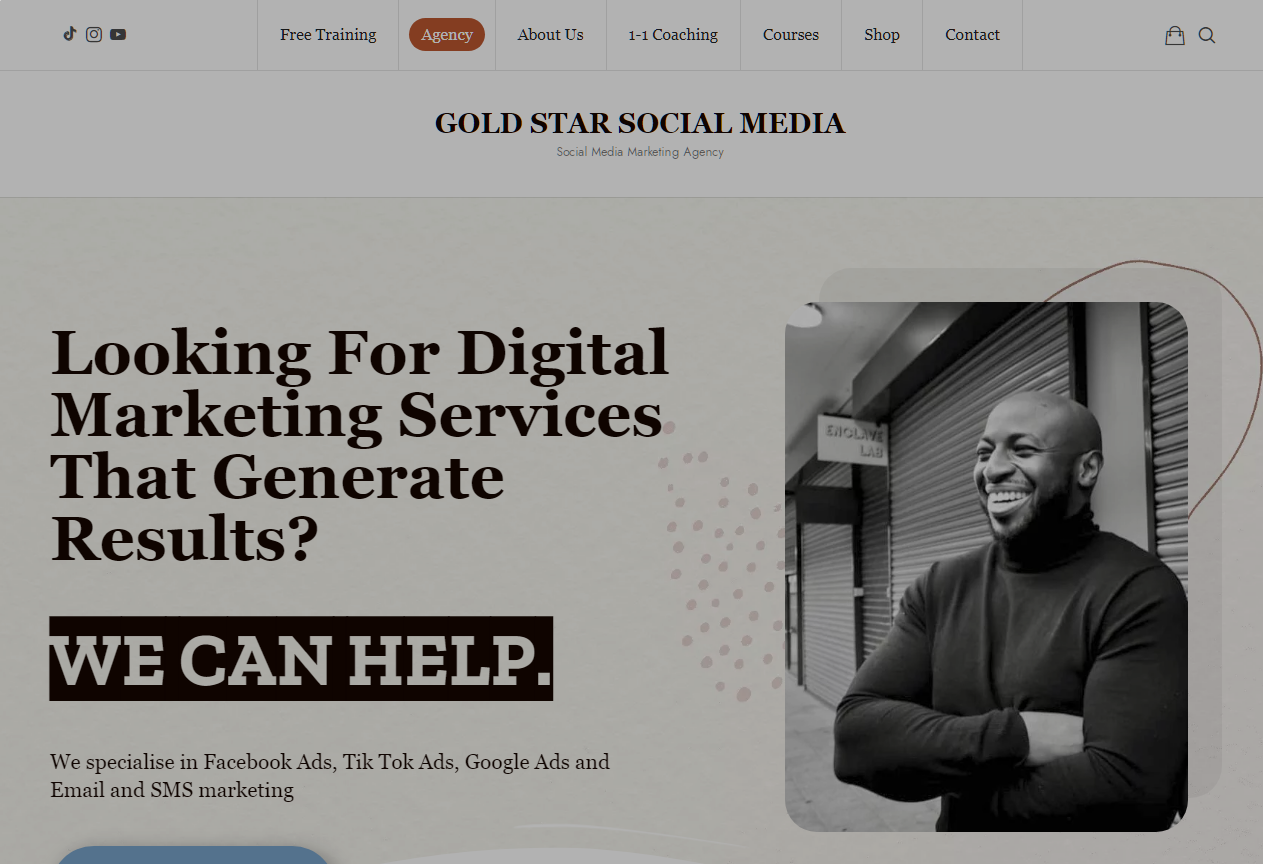 Free Training
Agency
About Us
1-1 Coaching
Courses
Shop
Contact
GOLD STAR SOCIAL MEDIA
Social Media Marketing Agency
Looking For Digital
Marketing Services
That Generate
Results?
ENCLAVE
LAB
WE CAN HELP.
We specialise in Facebook Ads, Tik Tok Ads, Google Ads and
Email and SMS marketing